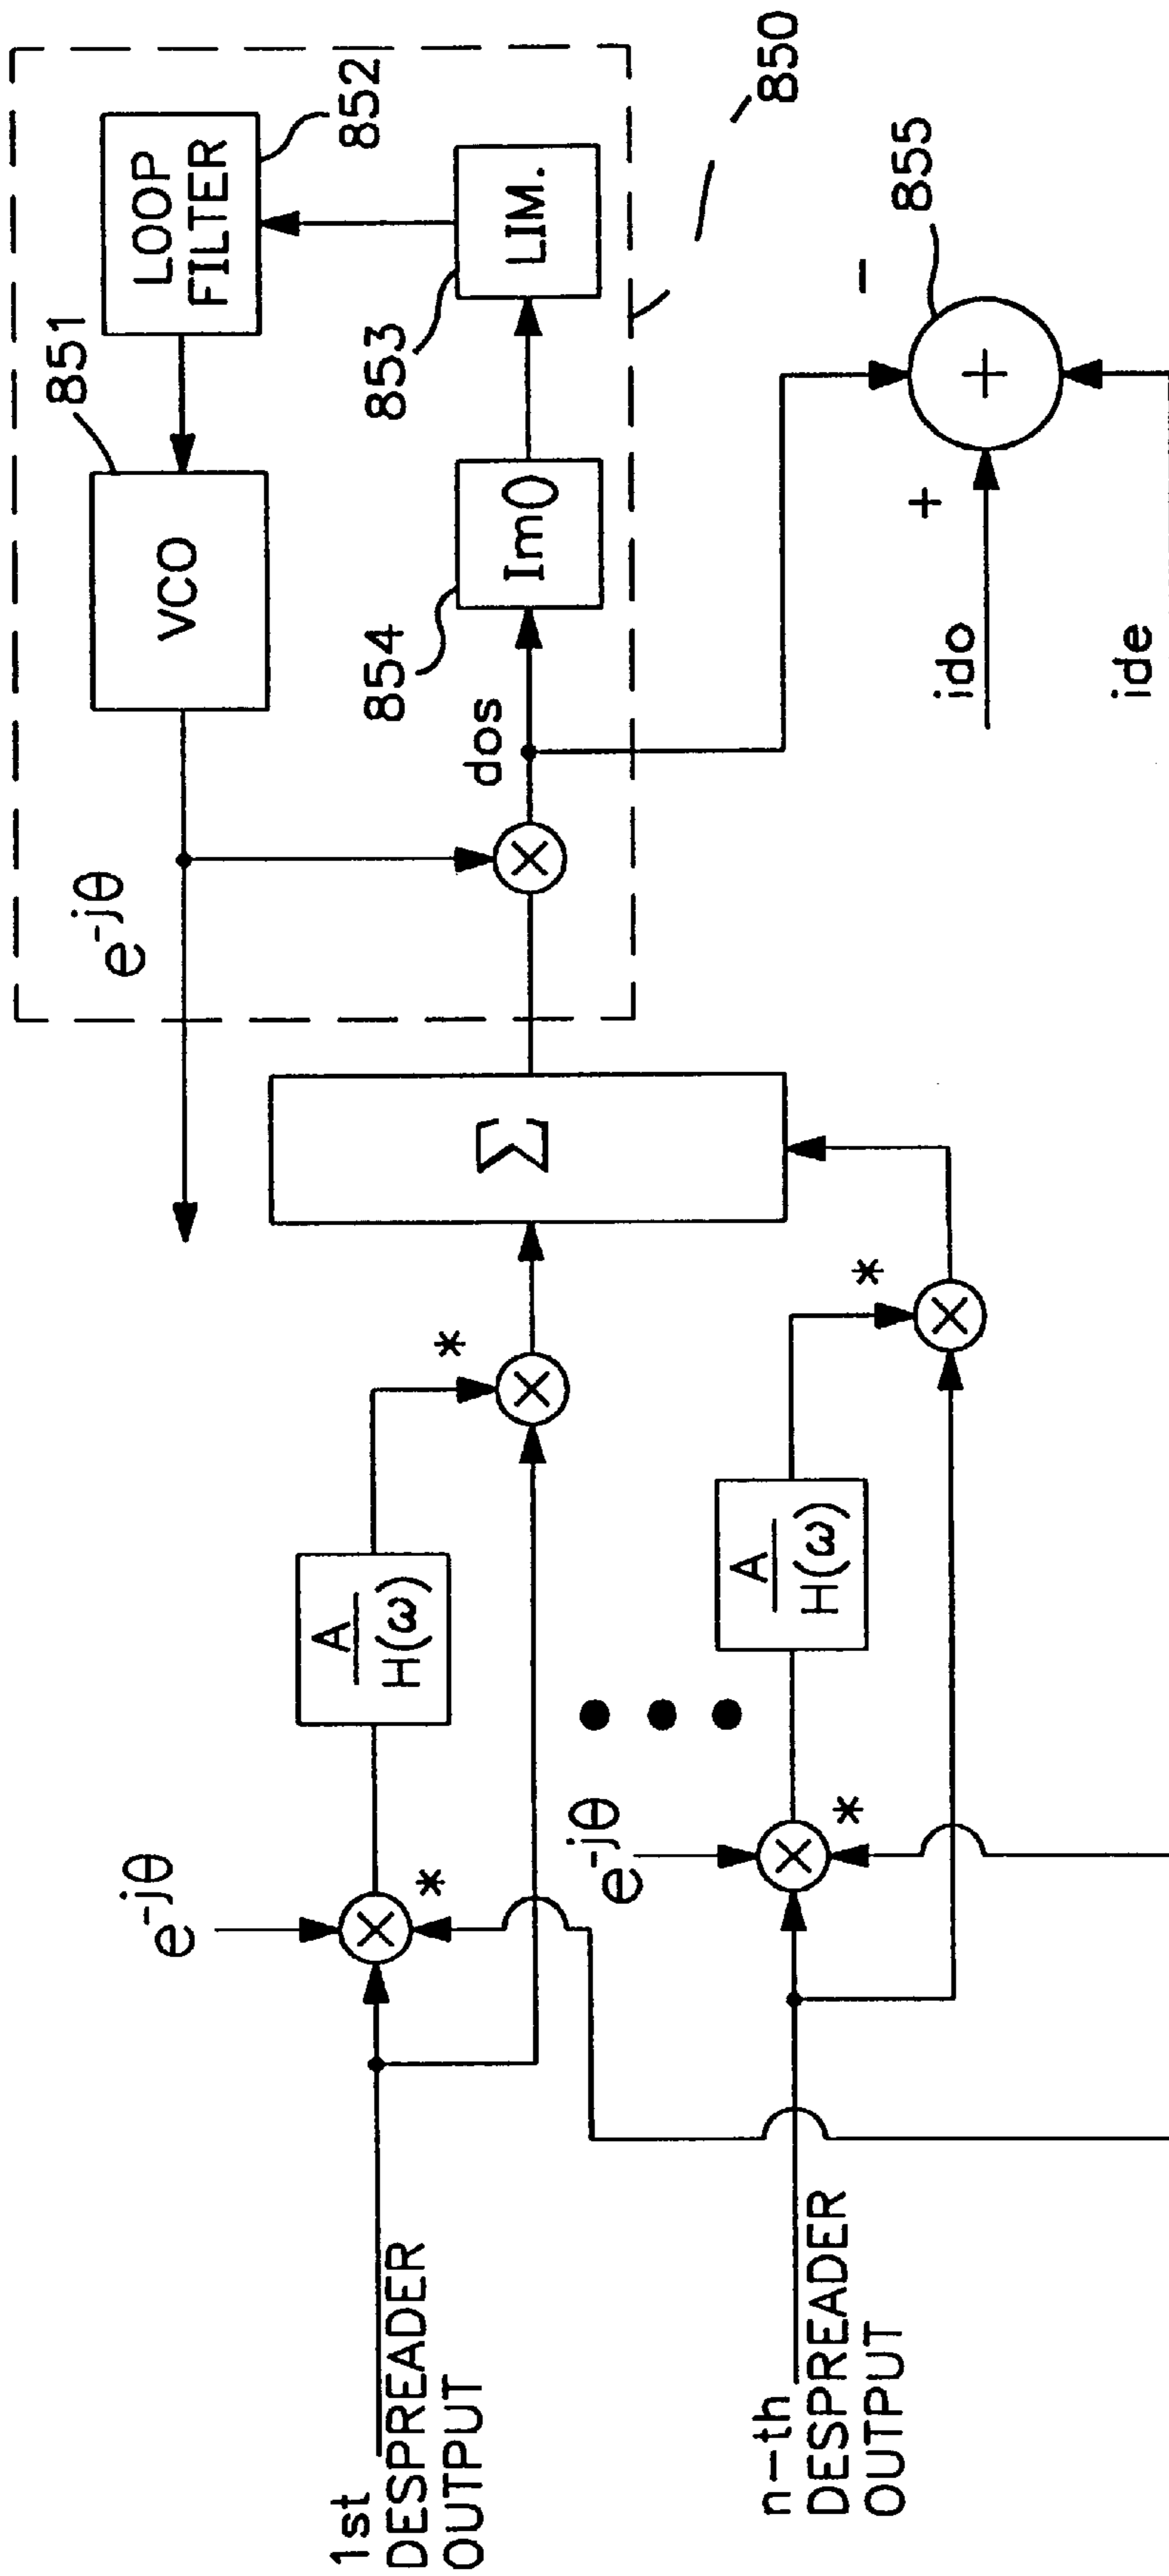 e-jθ
VCO
851
LOOP
FILTER
852
e-jθ
A
H(ω)
*
*
Σ
dos
854
Im()
853
LIM.
850
1st
DESPREADER
OUTPUT
e-jθ
A
H(ω)
*
*
n-th
DESPREADER
OUTPUT
ido
+
-
+
855
ide